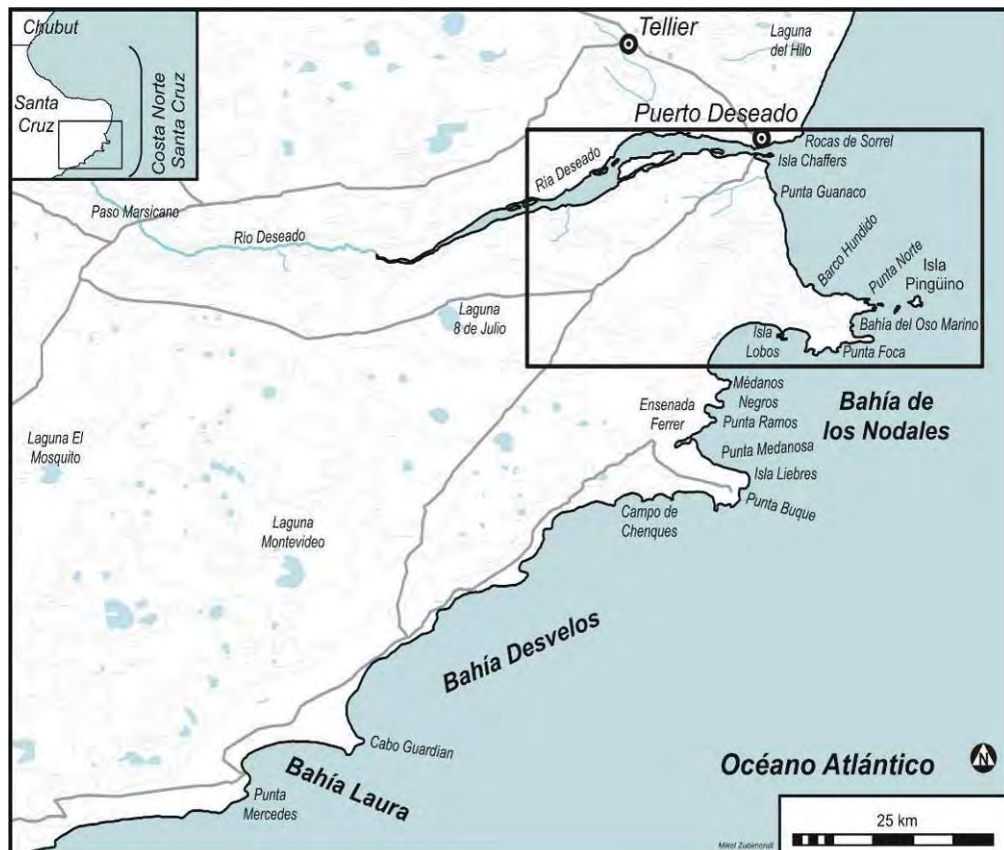 Chubut
Santa
Cruz
Costa Norte
Santa Cruz
Tellier
Laguna
del Hilo
Puerto Deseado
Rocas de Sorrel
Isla Chaffers
Ria Deseado
Punta Guanaco
Paso Marsicano
Rio Deseado
Barco Hundido
Punta Norte
Isla
Pingüino
Laguna
8 de Julio
Bahía del Oso Marino
Isla
Lobos
Punta Foca
Médanos
Negros
Bahía de
los Nodales
Ensenada
Ferrer
Punta Ramos
Laguna El
Mosquito
Punta Medanosa
Isla Liebres
Punta Buque
Campo de
Chenques
Laguna
Montevideo
Bahía Desvelos
Cabo Guardian
Bahía Laura
Océano Atlántico
N
Punta
Mercedes
25 km
Mikel Zubimendi